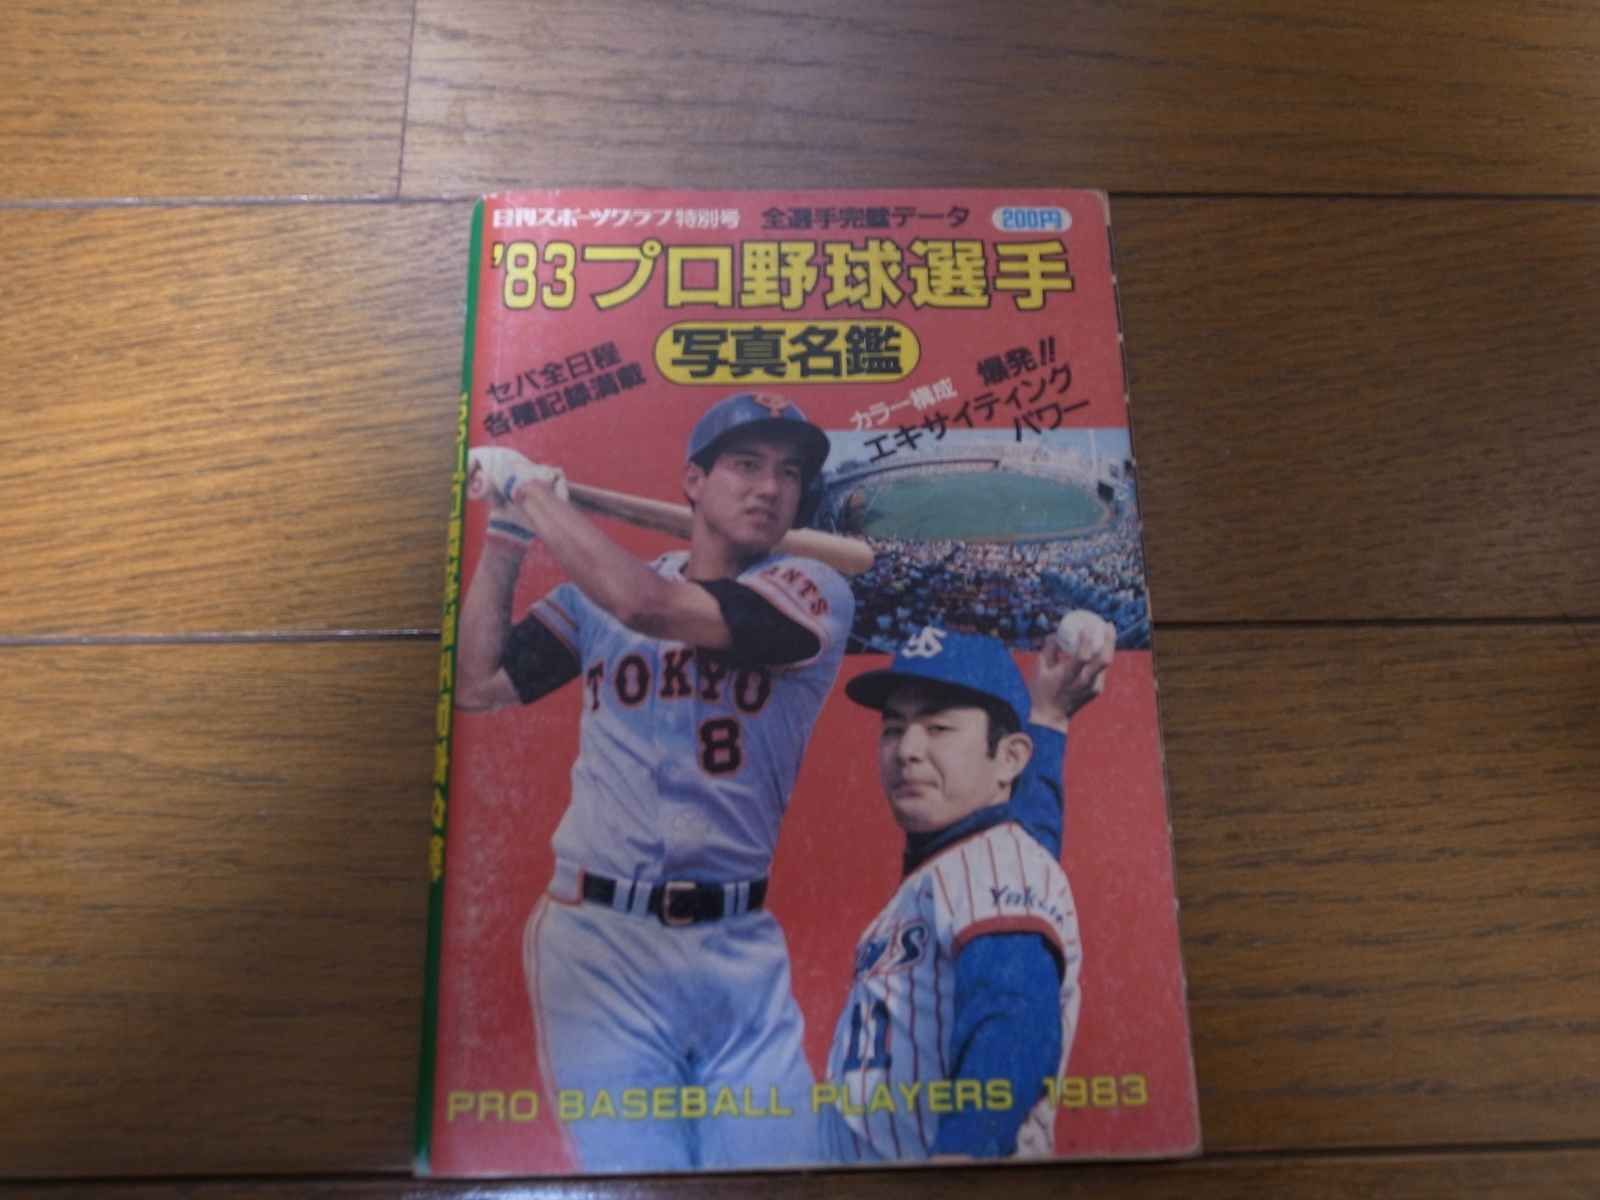 日刊スポーツグラフ特別号 全選手完璧データ 200円
'83プロ野球選手
写真名鑑
セパ全日程
各種記録満載
カラー構成
爆発!!
エキサイティング
パワー
TOKYO
8
Yakult
11
PRO BASEBALL PLAYERS 1983